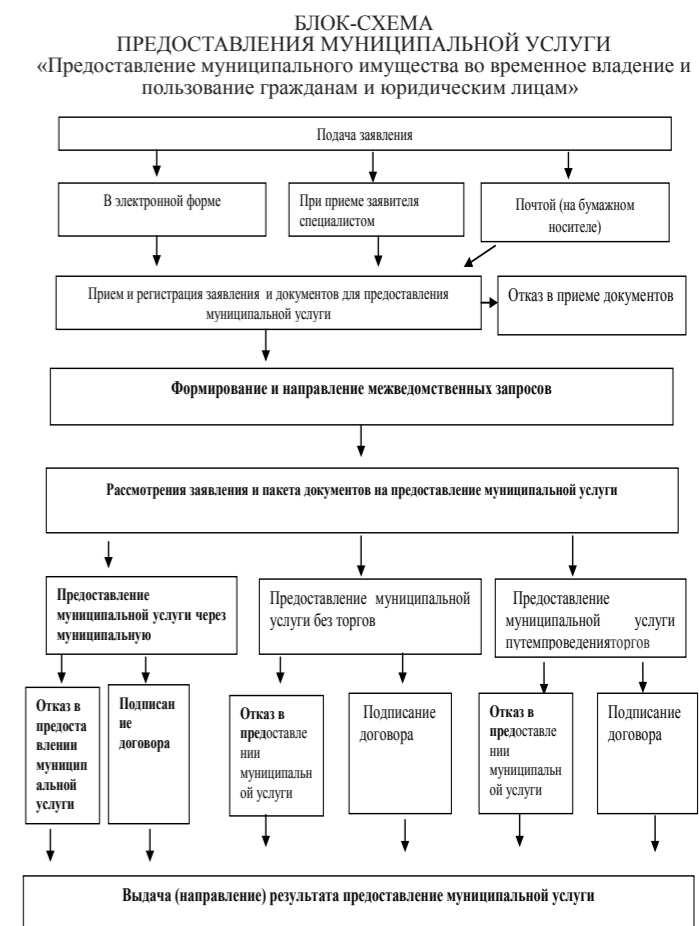 БЛОК-СХЕМА
ПРЕДОСТАВЛЕНИЯ МУНИЦИПАЛЬНОЙ УСЛУГИ
«Предоставление муниципального имущества во временное владение и
пользование гражданам и юридическим лицам»
Подача заявления
В электронной форме
При приеме заявителя
специалистом
Почтой (на бумажном
носителе)
Прием и регистрация заявления и документов для предоставления
муниципальной услуги
Отказ в приеме документов
Формирование и направление межведомственных запросов
Рассмотрения заявления и пакета документов на предоставление муниципальной услуги
Предоставление
муниципальной услуги через
муниципальную
Предоставление муниципальной
услуги без торгов
Предоставление
муниципальной услуги
путемпроведенияторгов
Отказ в
предоста
влении
муницип
альной
услуги
Подписан
ие
договора
Отказ в
предоставле
нии
муниципальн
ой услуги
Подписание
договора
Отказ в
предоставле
нии
муниципальн
ой услуги
Подписание
договора
Выдача (направление) результата предоставление муниципальной услуги